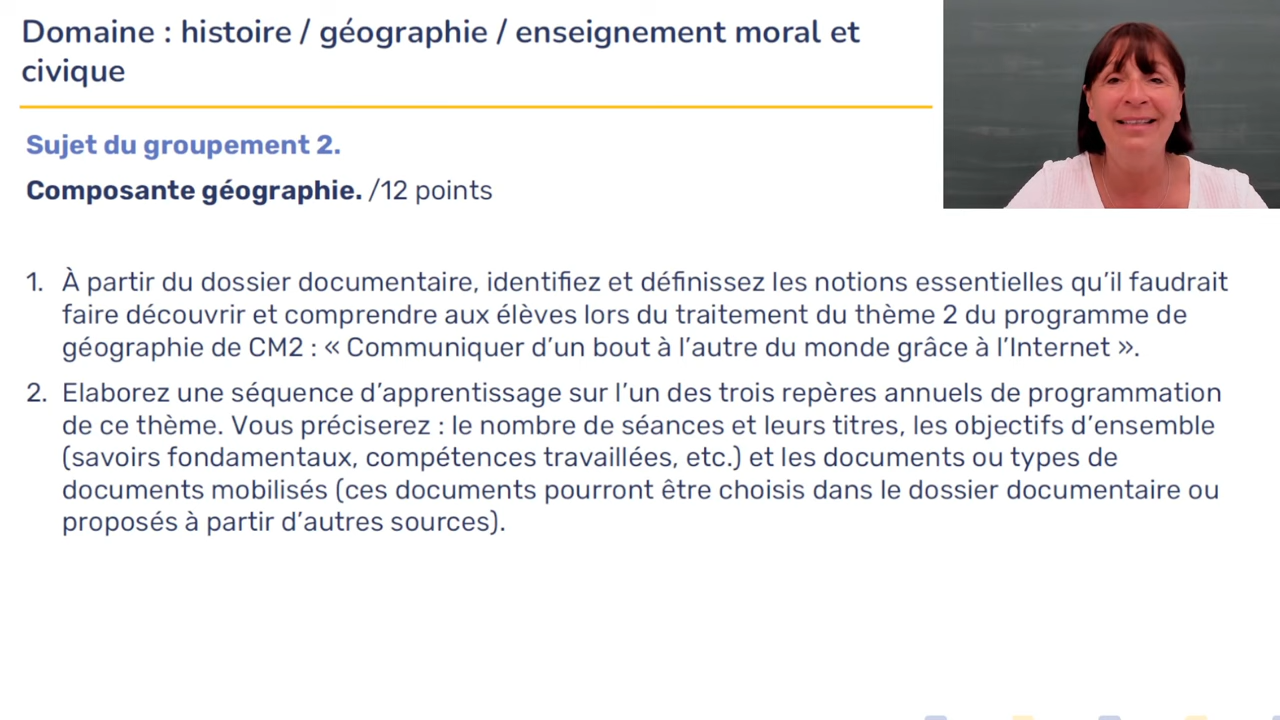 Domaine : histoire / géographie / enseignement moral et
civique
Sujet du groupement 2.
Composante géographie. /12 points
1. À partir du dossier documentaire, identifiez et définissez les notions essentielles qu’il faudrait
faire découvrir et comprendre aux élèves lors du traitement du thème 2 du programme de
géographie de CM2 : « Communiquer d’un bout à l’autre du monde grâce à l’Internet ».
2. Elaborez une séquence d’apprentissage sur l’un des trois repères annuels de programmation
de ce thème. Vous préciserez : le nombre de séances et leurs titres, les objectifs d’ensemble
(savoirs fondamentaux, compétences travaillées, etc.) et les documents ou types de
documents mobilisés (ces documents pourront être choisis dans le dossier documentaire ou
proposés à partir d’autres sources).